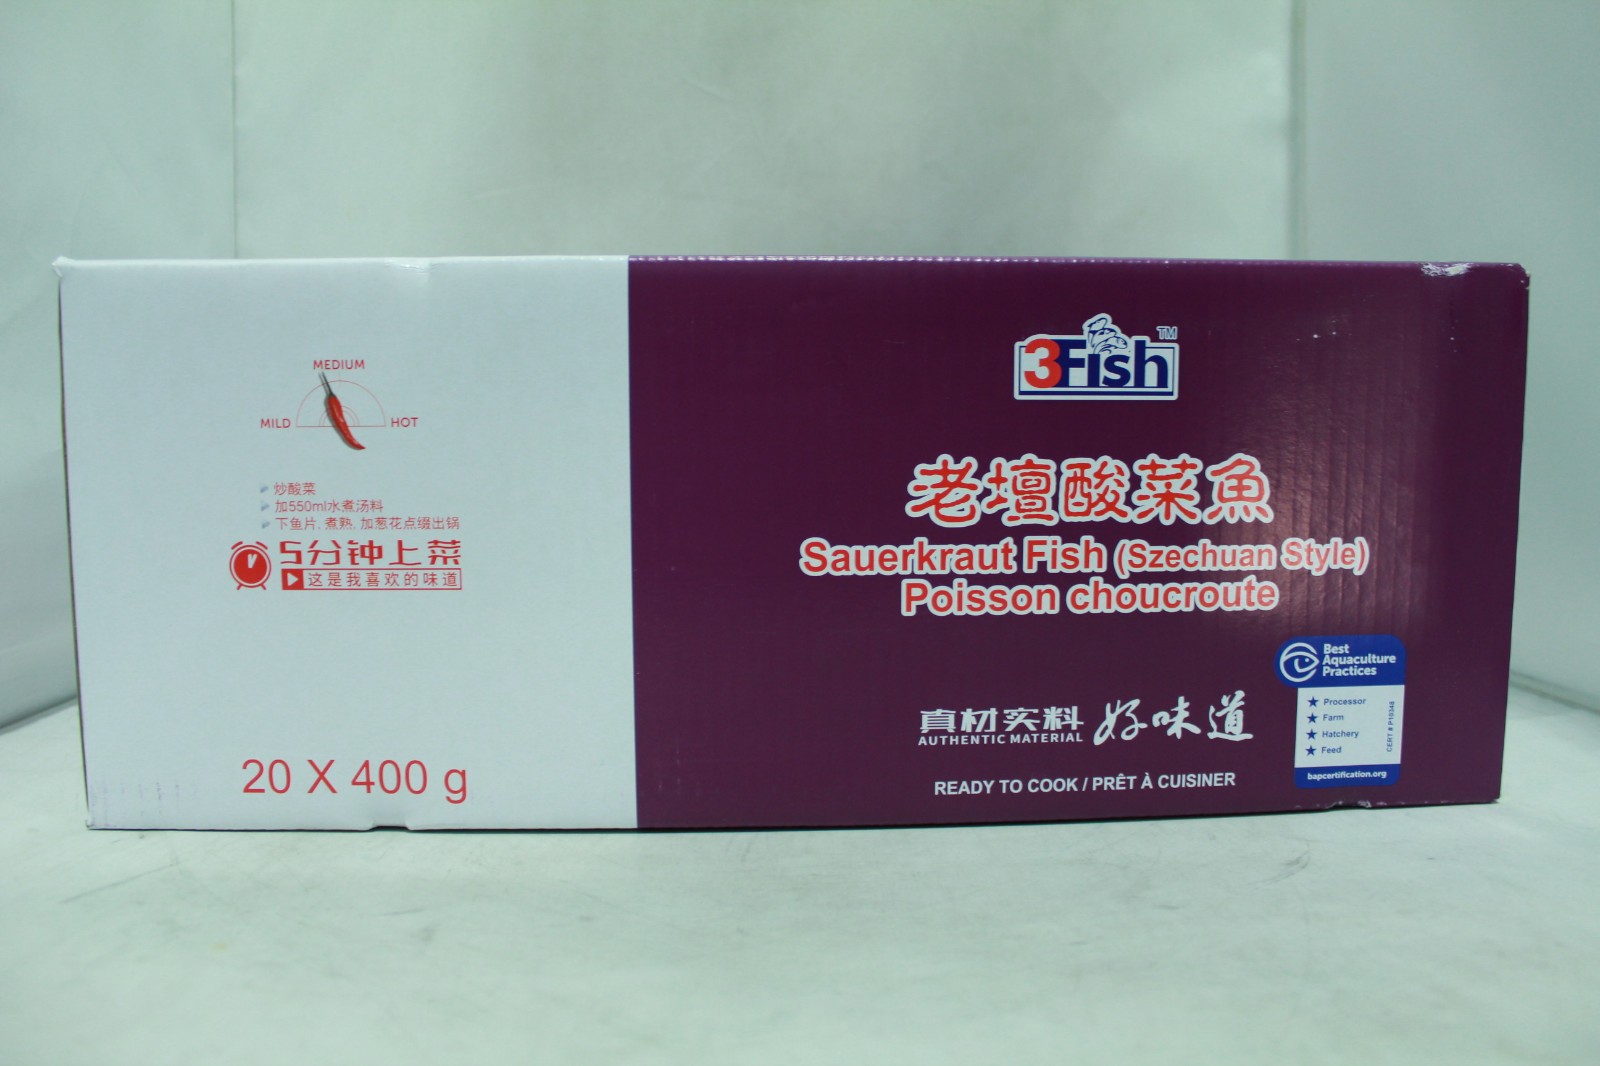 MEDIUM
MILD
HOT
炒酸菜
加550ml水煮汤料
下鱼片, 煮熟, 加葱花点缀出锅
5分钟上菜
这是我喜欢的味道
20 X 400 g
3Fish TM
老壇酸菜魚
Sauerkraut Fish (Szechuan Style)
Poisson choucroute
真材实料 好味道
AUTHENTIC MATERIAL
READY TO COOK / PRÊT À CUISINER
Best
Aquaculture
Practices
Processor
Farm
Hatchery
Feed
CERT # P10348
bapcertification.org